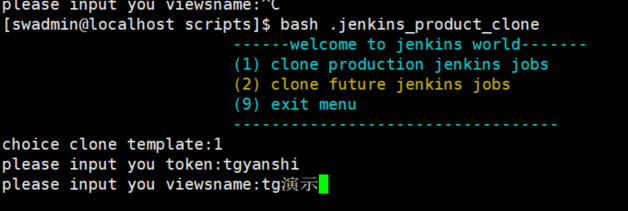 please input you viewsname:^C
[swadmin@localhost scripts]$ bash .jenkins_product_clone
------welcome to jenkins world-------
(1) clone production jenkins jobs
(2) clone future jenkins jobs
(9) exit menu
----------------------------------
choice clone template:1
please input you token:tgyanshi
please input you viewsname:tg演示